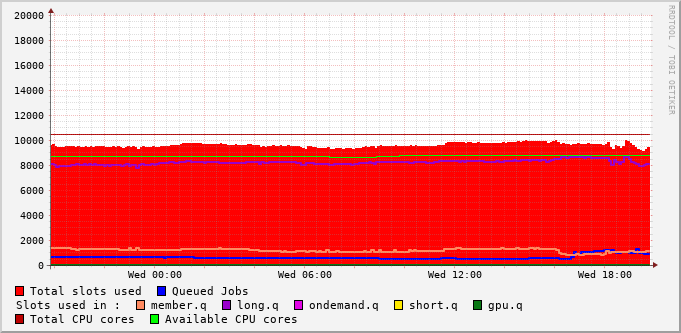 RRDTOOL / TOBI OETIKER
20000
18000
16000
14000
12000
10000
8000
6000
4000
2000
0
Wed 00:00 Wed 06:00 Wed 12:00 Wed 18:00
Total slots used Queued Jobs
Slots used in : member.q long.q ondemand.q short.q gpu.q
Total CPU cores Available CPU cores